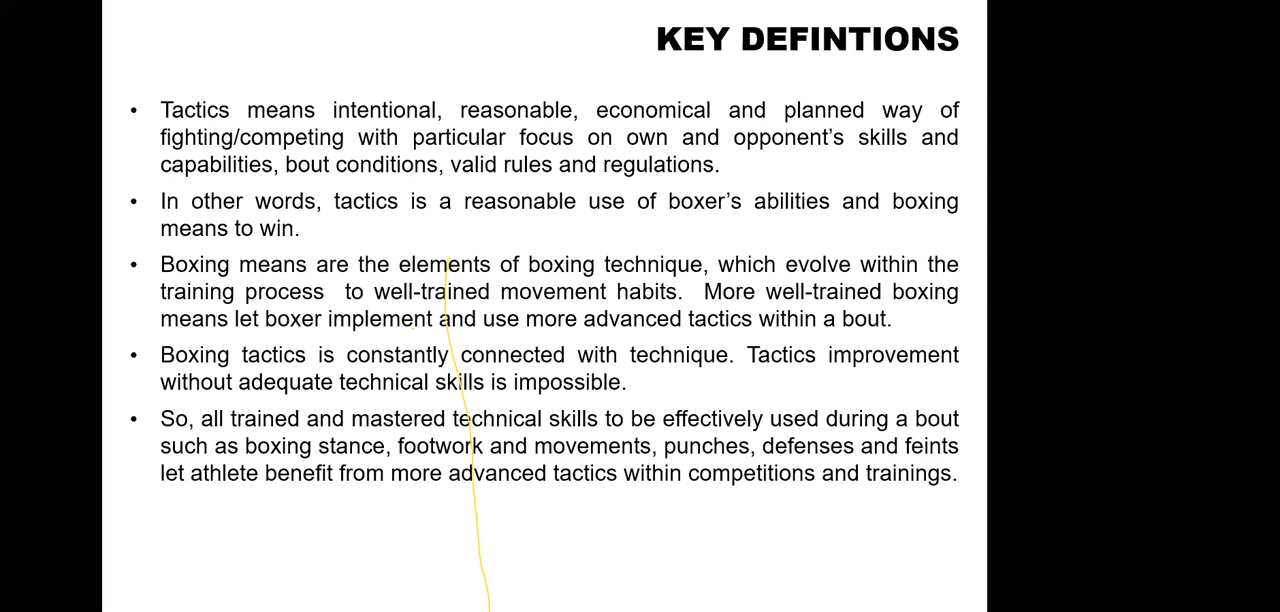 KEY DEFINTIONS
• Tactics means intentional, reasonable, economical and planned way of
fighting/competing with particular focus on own and opponent’s skills and
capabilities, bout conditions, valid rules and regulations.
• In other words, tactics is a reasonable use of boxer’s abilities and boxing
means to win.
• Boxing means are the elements of boxing technique, which evolve within the
training process to well-trained movement habits. More well-trained boxing
means let boxer implement and use more advanced tactics within a bout.
• Boxing tactics is constantly connected with technique. Tactics improvement
without adequate technical skills is impossible.
• So, all trained and mastered technical skills to be effectively used during a bout
such as boxing stance, footwork and movements, punches, defenses and feints
let athlete benefit from more advanced tactics within competitions and trainings.